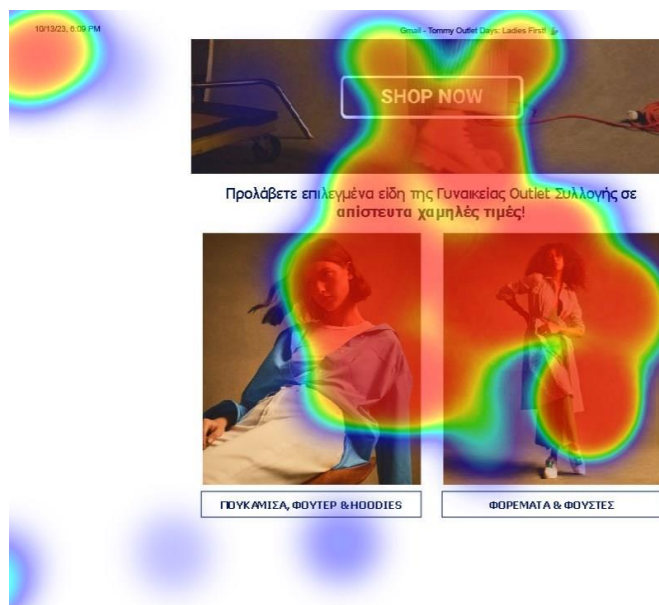 10/13/23, 6:09 PM
Gmail - Tommy Outlet Days: Ladies First!
SHOP NOW
Προλάβετε επιλεγμένα είδη της Γυναικείας Outlet Συλλογής σε
απίστευτα χαμηλές τιμές!
ΠΟΥΚΑΜΙΣΑ, ΦΟΥΤΕΡ & HOODIES
ΦΟΡΕΜΑΤΑ & ΦΟΥΣΤΕΣ